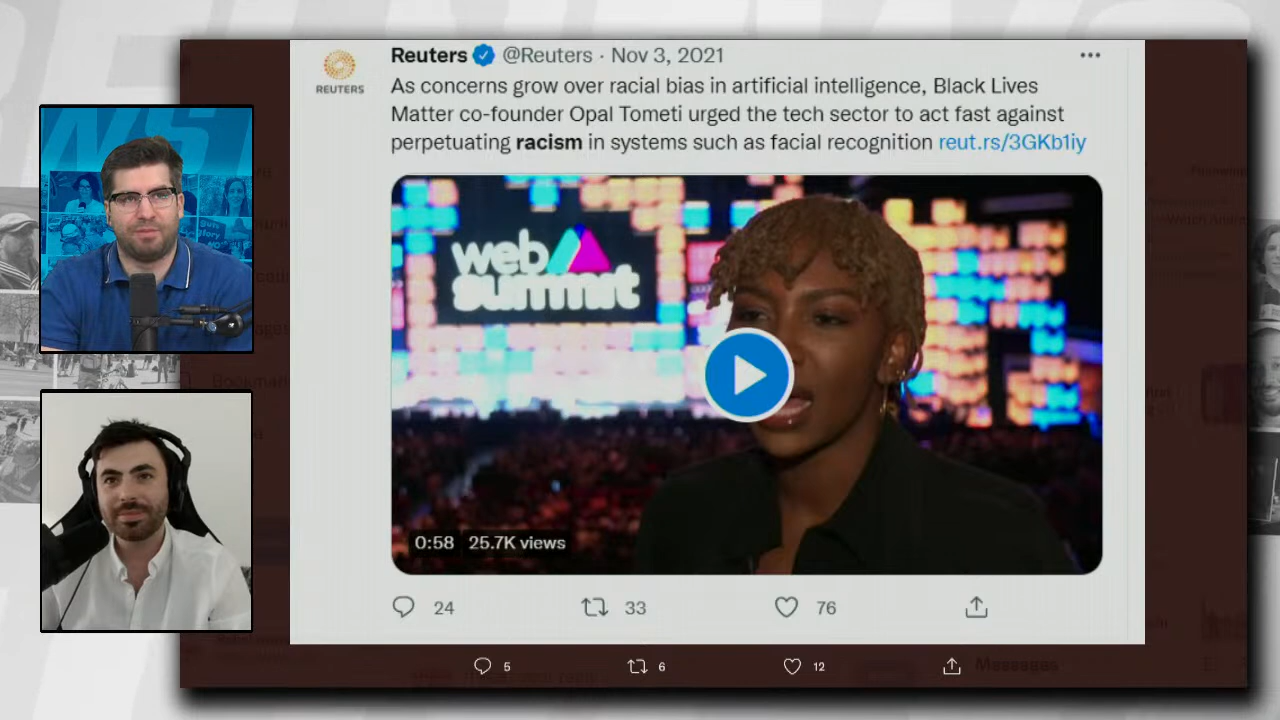 Reuters @Reuters · Nov 3, 2021
REUTERS
As concerns grow over racial bias in artificial intelligence, Black Lives
Matter co-founder Opal Tometi urged the tech sector to act fast against
perpetuating racism in systems such as facial recognition reut.rs/3GKb1iy
web
summit
0:58 25.7K views
24 33 76
5 6 12
Messages